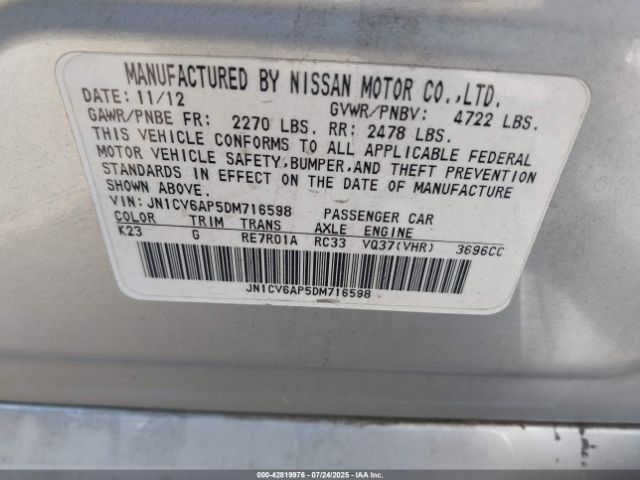 MANUFACTURED BY NISSAN MOTOR CO.,LTD.
DATE: 11/12 GVWR/PNBV: 4722 LBS.
GAWR/PNBE FR: 2270 LBS. RR: 2478 LBS.
THIS VEHICLE CONFORMS TO ALL APPLICABLE FEDERAL
MOTOR VEHICLE SAFETY,BUMPER,AND THEFT PREVENTION
STANDARDS IN EFFECT ON THE DATE OF MANUFACTURE
SHOWN ABOVE.
VIN: JN1CV6AP5DM716598 PASSENGER CAR
COLOR TRIM TRANS AXLE ENGINE
K23 G RE7R01A RC33 VQ37(VHR) 3696CC
JN1CV6AP5DM716598
000-42819976 - 07/24/2025 - IAAI.com